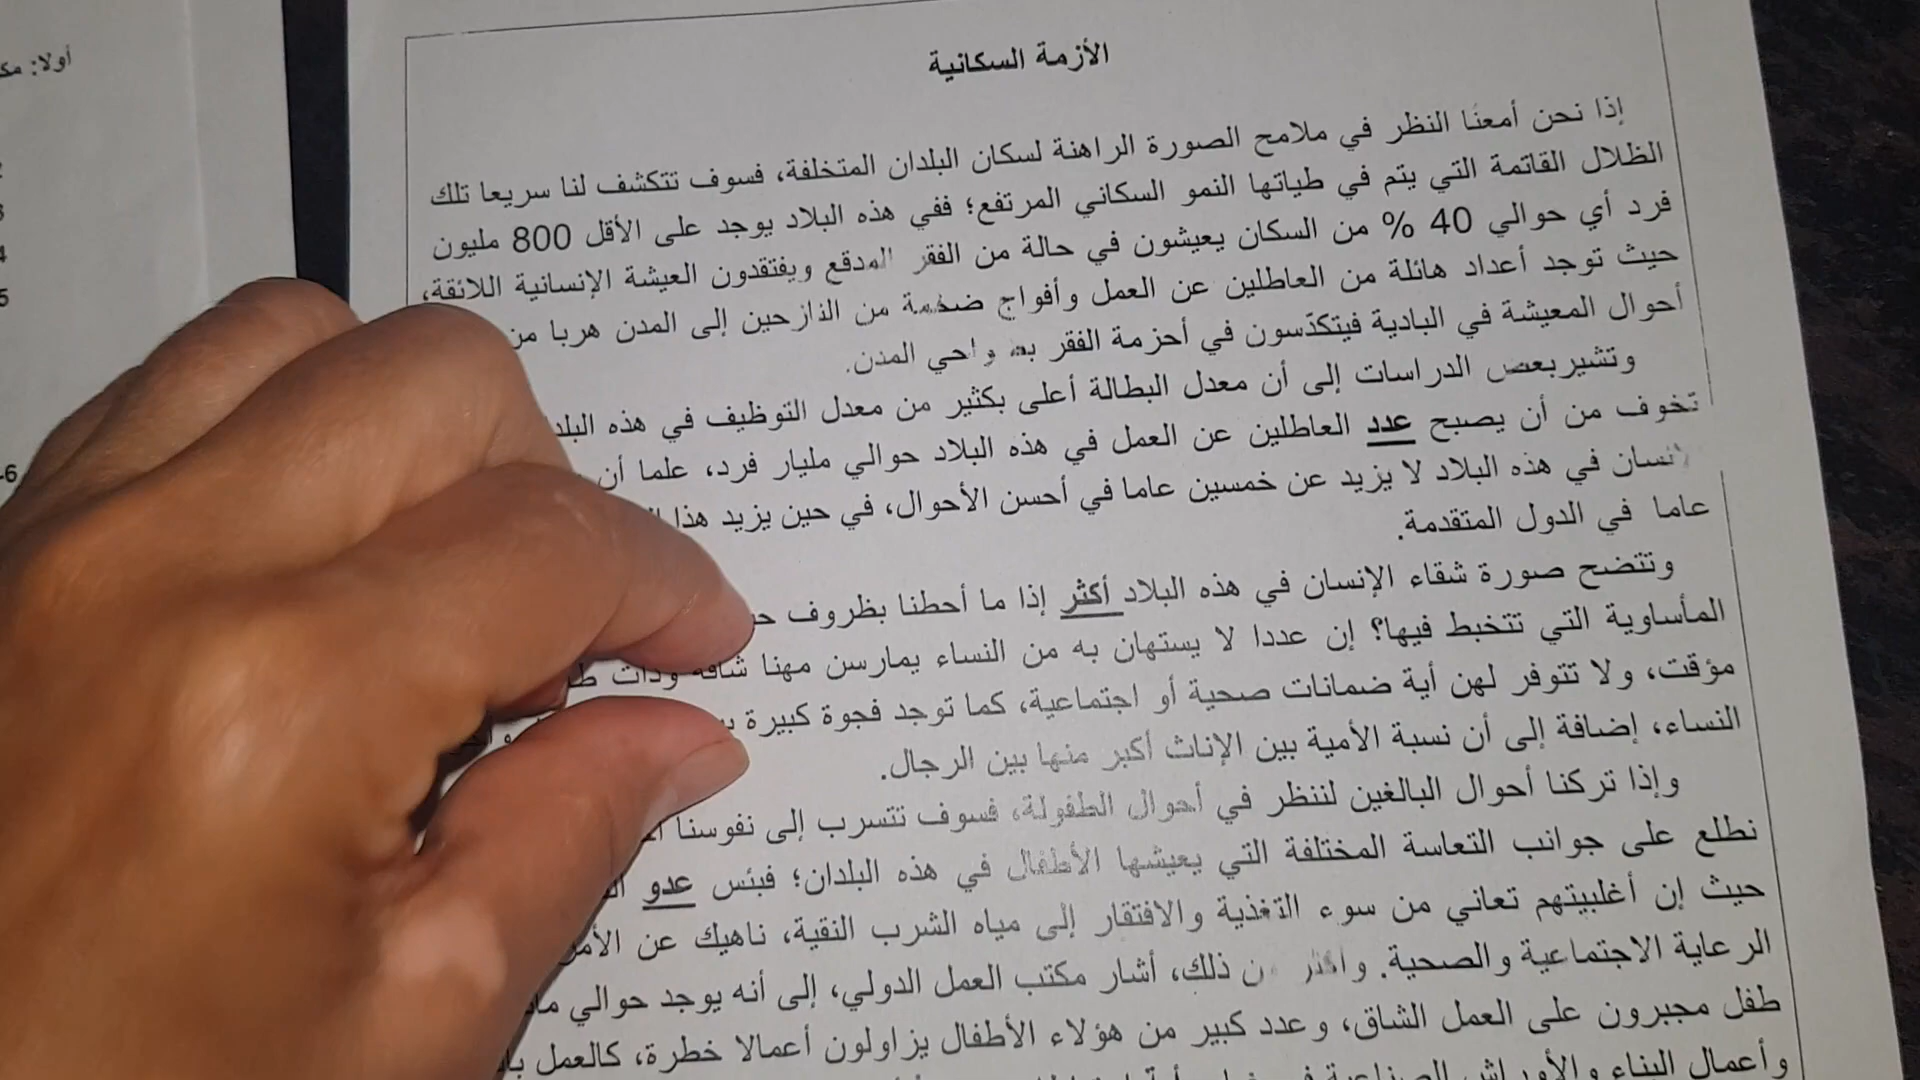 أولا: مك
3
4
5
-6
الأزمة السكانية
إذا نحن أمعنا النظر في ملامح الصورة الراهنة لسكان البلدان المتخلفة، فسوف تتكشف لنا سريعا تلك
الظلال القاتمة التي يتم في طياتها النمو السكاني المرتفع؛ ففي هذه البلاد يوجد على الأقل 800 مليون
فرد أي حوالي 40 % من السكان يعيشون في حالة من الفقر المدقع ويفتقدون العيشة الإنسانية اللائقة،
حيث توجد أعداد هائلة من العاطلين عن العمل وأفواج ضخمة من النازحين إلى المدن هربا من
أحوال المعيشة في البادية فيتكدّسون في أحزمة الفقر المدن.
وتشير بعض الدراسات إلى أن معدل البطالة أعلى بكثير من معدل التوظيف في هذه البلد
تخوف من أن يصبح عدد العاطلين عن العمل في هذه البلاد حوالي مليار فرد، علما أن
الإنسان في هذه البلاد لا يزيد عن خمسين عاما في أحسن الأحوال، في حين يزيد هذا
عاما في الدول المتقدمة.
وتتضح صورة شقاء الإنسان في هذه البلاد أكثر إذا ما أحطنا بظروف
المأساوية التي تتخبط فيها؟ إن عددا لا يستهان به من النساء يمارسن مهنا شاقة وذات
مؤقت، ولا تتوفر لهن أية ضمانات صحية أو اجتماعية، كما توجد فجوة كبيرة
النساء، إضافة إلى أن نسبة الأمية بين الإناث أكبر منها بين الرجال.
وإذا تركنا أحوال البالغين لننظر في أحوال الطفولة، فسوف تتسرب إلى نفوسنا
نطلع على جوانب التعاسة المختلفة التي يعيشها الأطفال في هذه البلدان؛ فبئس عدو
حيث إن أغلبيتهم تعاني من سوء التغذية والافتقار إلى مياه الشرب النقية، ناهيك عن الأمر
الرعاية الاجتماعية والصحية. ذلك، أشار مكتب العمل الدولي، إلى أنه يوجد حوالي
طفل مجبرون على العمل الشاق، وعدد كبير من هؤلاء الأطفال يزاولون أعمالا خطرة، كالعمل
وأعمال البناء والأوراش الصناعية